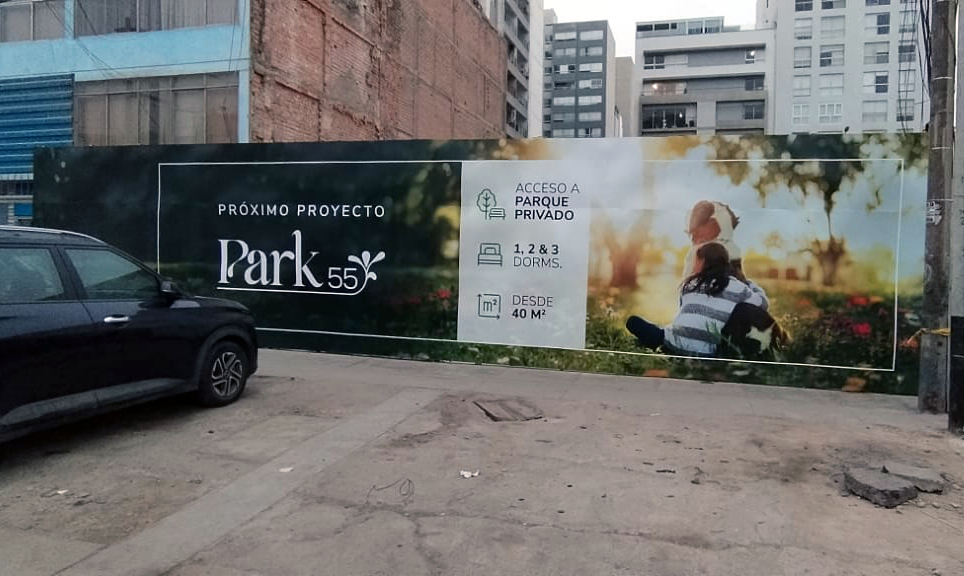 PRÓXIMO PROYECTO
Park 55
ACCESO A
PARQUE
PRIVADO
1, 2 & 3
DORMS.
m²
DESDE
40 M²